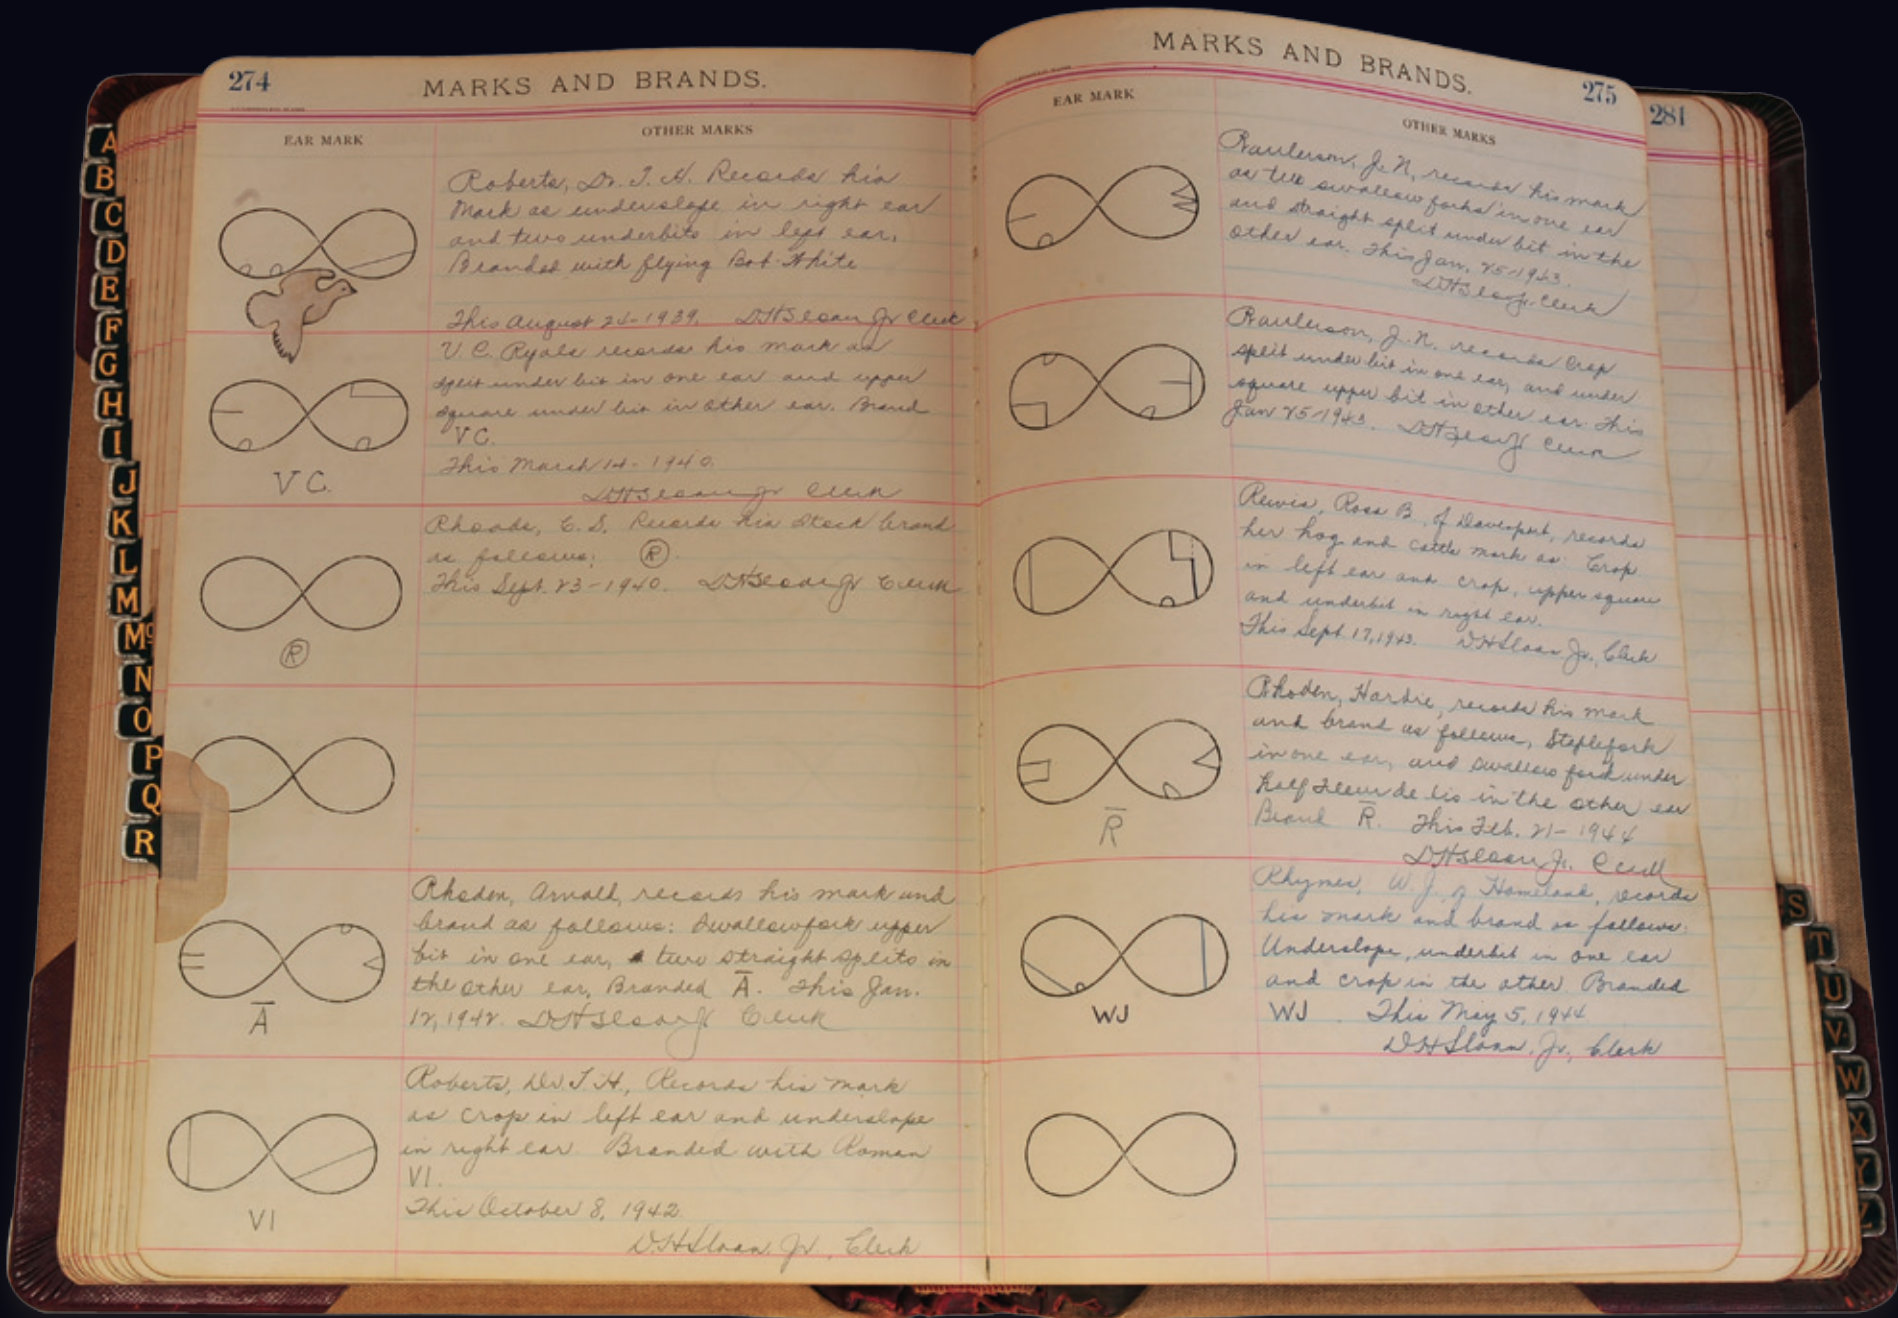 274
MARKS AND BRANDS.
EAR MARK
OTHER MARKS
Roberts, Dr. T. H. Records his
Mark as underslope in right ear
and two underbits in left ear.
Branded with flying Bob-White
This August 24-1939. D H Sloan Jr Clerk
V. C. Ryals records his mark as
split under bit in one ear and upper
square under bit in other ear. Brand
VC.
This March 14-1940.
D H Sloan Jr Clerk
VC.
Rhoads, C. S. Records his stock brand
as follows: R.
This Sept. 23-1940. D H Sloan Jr Clerk
R
Rhoden, Arnold, records his mark and
brand as follows: Swallowfork upper
bit in one ear, two straight splits in
the other ear, Branded A. This Jan.
12, 1942. D H Sloan Jr Clerk
A
Roberts, Dr. T. H., Records his mark
as crop in left ear and underslope
in right ear. Branded with Roman
VI.
This October 8, 1942.
D. H. Sloan, Jr., Clerk
VI
MARKS AND BRANDS.
275
EAR MARK
OTHER MARKS
Raulerson, J. N, records his mark
as two swallow forks in one ear
and straight split under bit in the
other ear. This Jan. 25-1943.
D H Sloan Jr. Clerk
Raulerson, J. N. records Crop
split under bit in one ear, and under
square upper bit in other ear. This
Jan 25-1943. D H Sloan Jr Clerk
Rewis, Rosa B, of Davenport, records
her hog and cattle mark as: Crop
in left ear and crop, upper square
and underbit in right ear.
This Sept. 17, 1943. D H Sloan Jr., Clerk
Rhoden, Hardie, records his mark
and brand as follows, Staplefork
in one ear, and swallow fork under
half Fleur de lis in the other ear
Brand R. This Feb. 21-1944
D H Sloan Jr. Clerk
R
Rhymes, W. J. of Homeland, records
his mark and brand as follows:
Underslope, underbit in one ear
and crop in the other. Branded
WJ. This May 5, 1944
D H Sloan, Jr., Clerk
WJ
281
A
B
C
D
E
F
G
H
I
J
K
L
M
Mc
N
O
P
Q
R
S
T
U
V
W
X
Y
Z